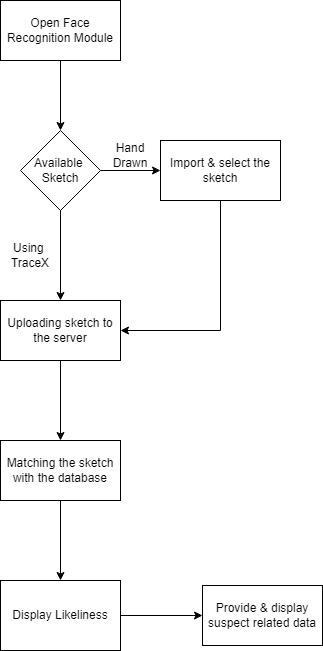 Open Face
Recognition Module
Available
Sketch
Hand
Drawn
Import & select the
sketch
Using
TraceX
Uploading sketch to
the server
Matching the sketch
with the database
Display Likeliness
Provide & display
suspect related data